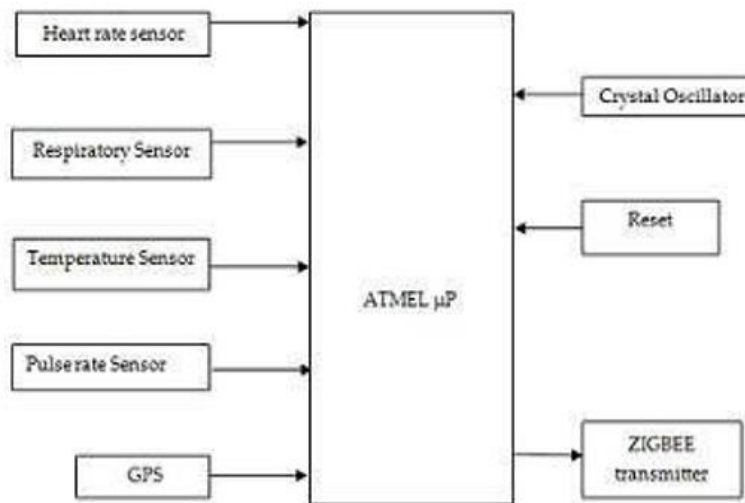 Heart rate sensor
Respiratory Sensor
Temperature Sensor
Pulse rate Sensor
GPS
ATMEL µP
Crystal Oscillator
Reset
ZIGBEE
transmitter